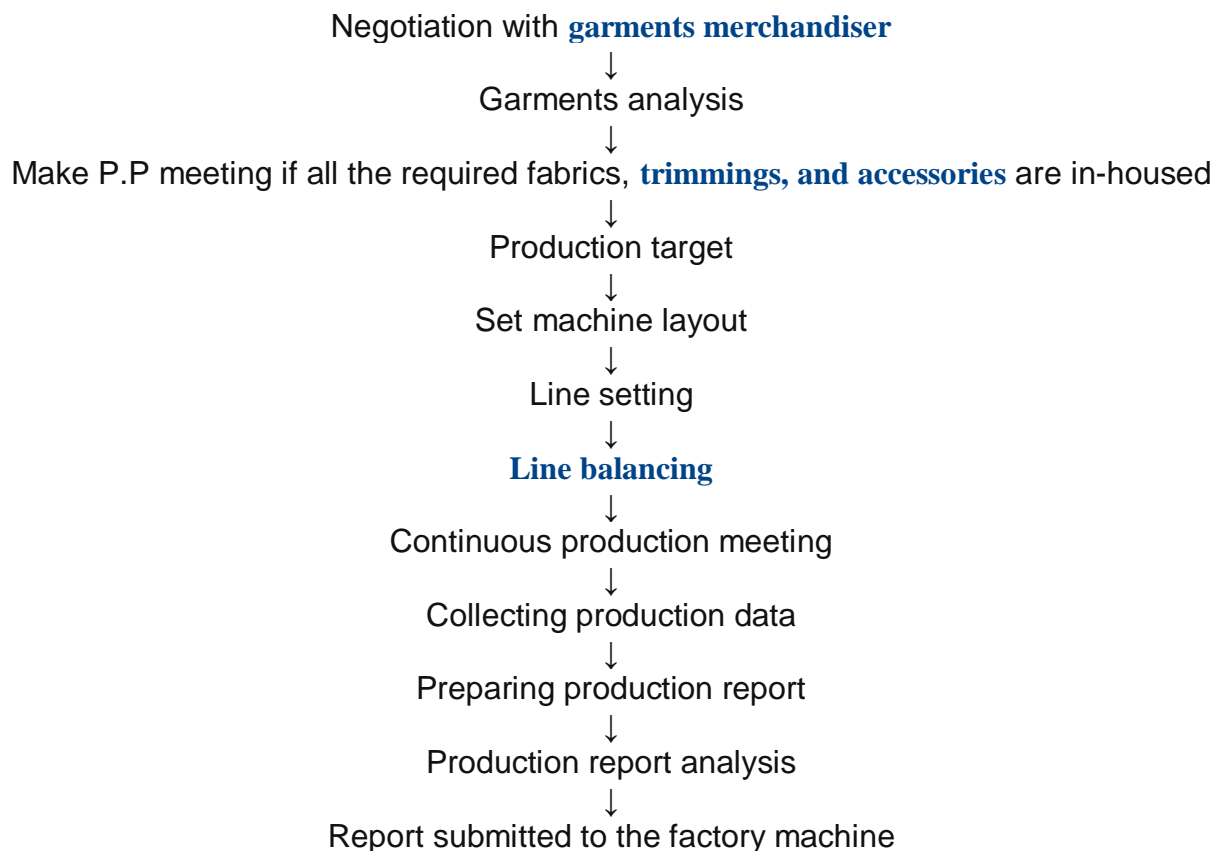 Negotiation with garments merchandiser
↓
Garments analysis
↓
Make P.P meeting if all the required fabrics, trimmings, and accessories are in-housed
↓
Production target
↓
Set machine layout
↓
Line setting
↓
Line balancing
↓
Continuous production meeting
↓
Collecting production data
↓
Preparing production report
↓
Production report analysis
↓
Report submitted to the factory machine